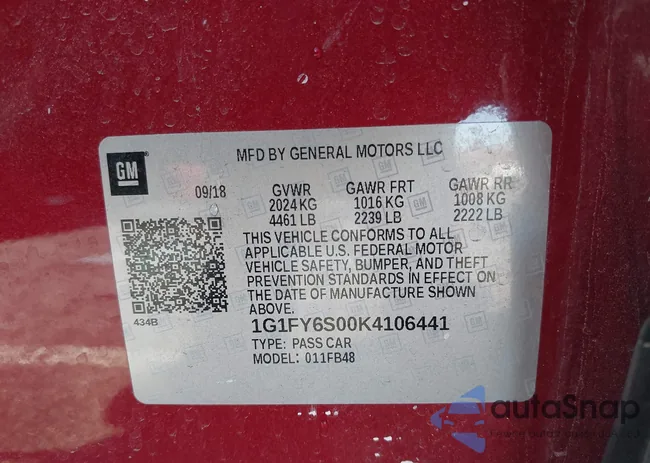 GM
MFD BY GENERAL MOTORS LLC
09/18
GVWR GAWR FRT GAWR RR
2024 KG 1016 KG 1008 KG
4461 LB 2239 LB 2222 LB
THIS VEHICLE CONFORMS TO ALL
APPLICABLE U.S. FEDERAL MOTOR
VEHICLE SAFETY, BUMPER, AND THEFT
PREVENTION STANDARDS IN EFFECT ON
THE DATE OF MANUFACTURE SHOWN
ABOVE.
434B
1G1FY6S00K4106441
TYPE: PASS CAR
MODEL: 011FB48
autoSnap